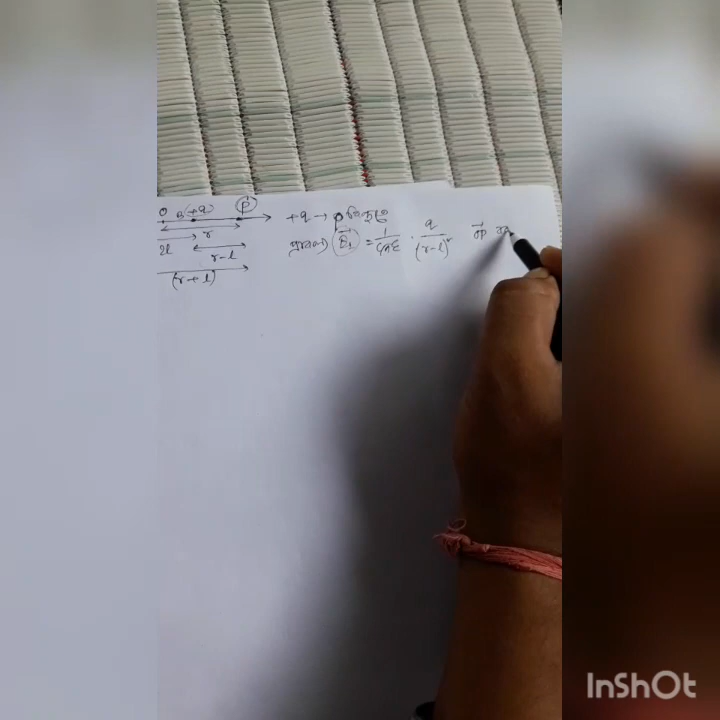 O B(+q) P
r
2l r-l
(r+l)
+q → P বিন্দুতে
প্রাবল্য E₁ = 1/4πε · q/(r-l)²
InShOt